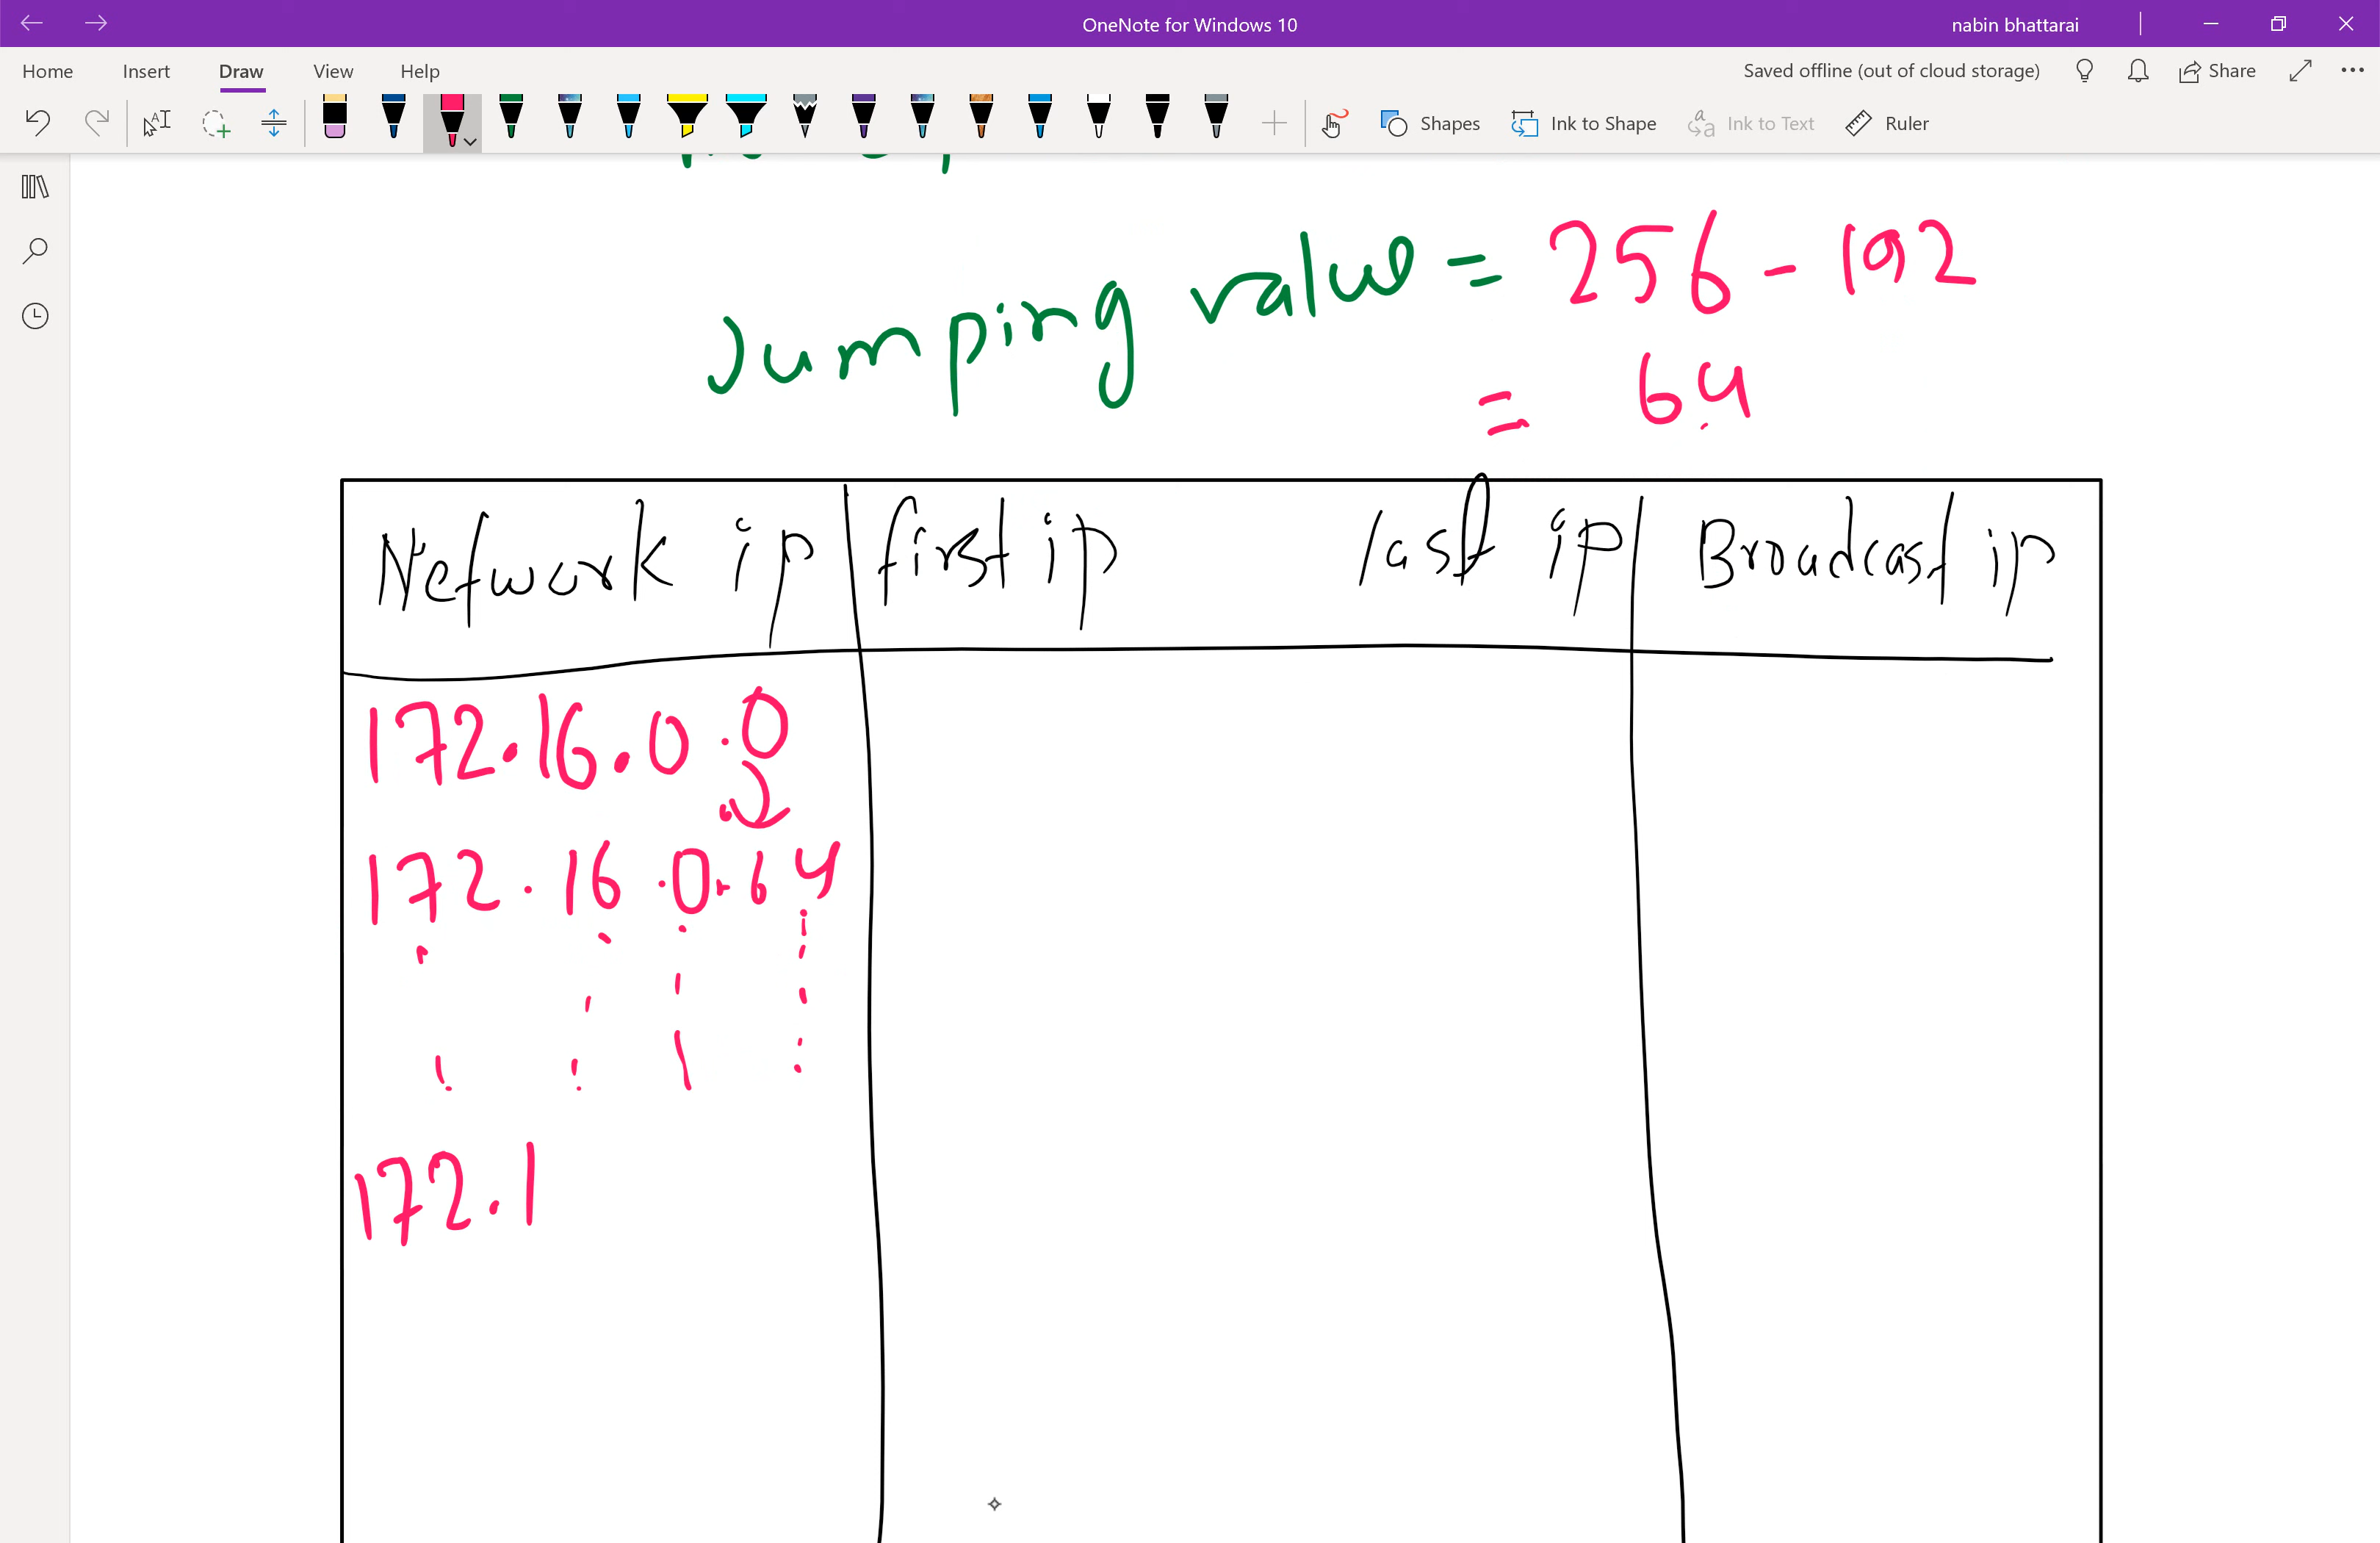 OneNote for Windows 10
nabin bhattarai
Home Insert Draw View Help
Saved offline (out of cloud storage)
Share
Shapes Ink to Shape Ink to Text Ruler
Jumping value = 256 - 192
= 64
Network ip first ip last ip Broadcast ip
172.16.0.0
172.16.0.64
172.1